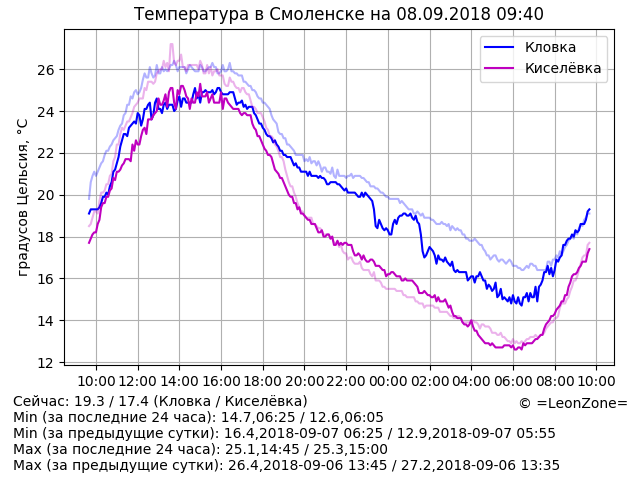 Температура в Смоленске на 08.09.2018 09:40
Кловка
Киселёвка
градусов Цельсия, °C
26
24
22
20
18
16
14
12
10:00 12:00 14:00 16:00 18:00 20:00 22:00 00:00 02:00 04:00 06:00 08:00 10:00
Сейчас: 19.3 / 17.4 (Кловка / Киселёвка)
© =LeonZone=
Min (за последние 24 часа): 14.7,06:25 / 12.6,06:05
Min (за предыдущие сутки): 16.4,2018-09-07 06:25 / 12.9,2018-09-07 05:55
Max (за последние 24 часа): 25.1,14:45 / 25.3,15:00
Max (за предыдущие сутки): 26.4,2018-09-06 13:45 / 27.2,2018-09-06 13:35